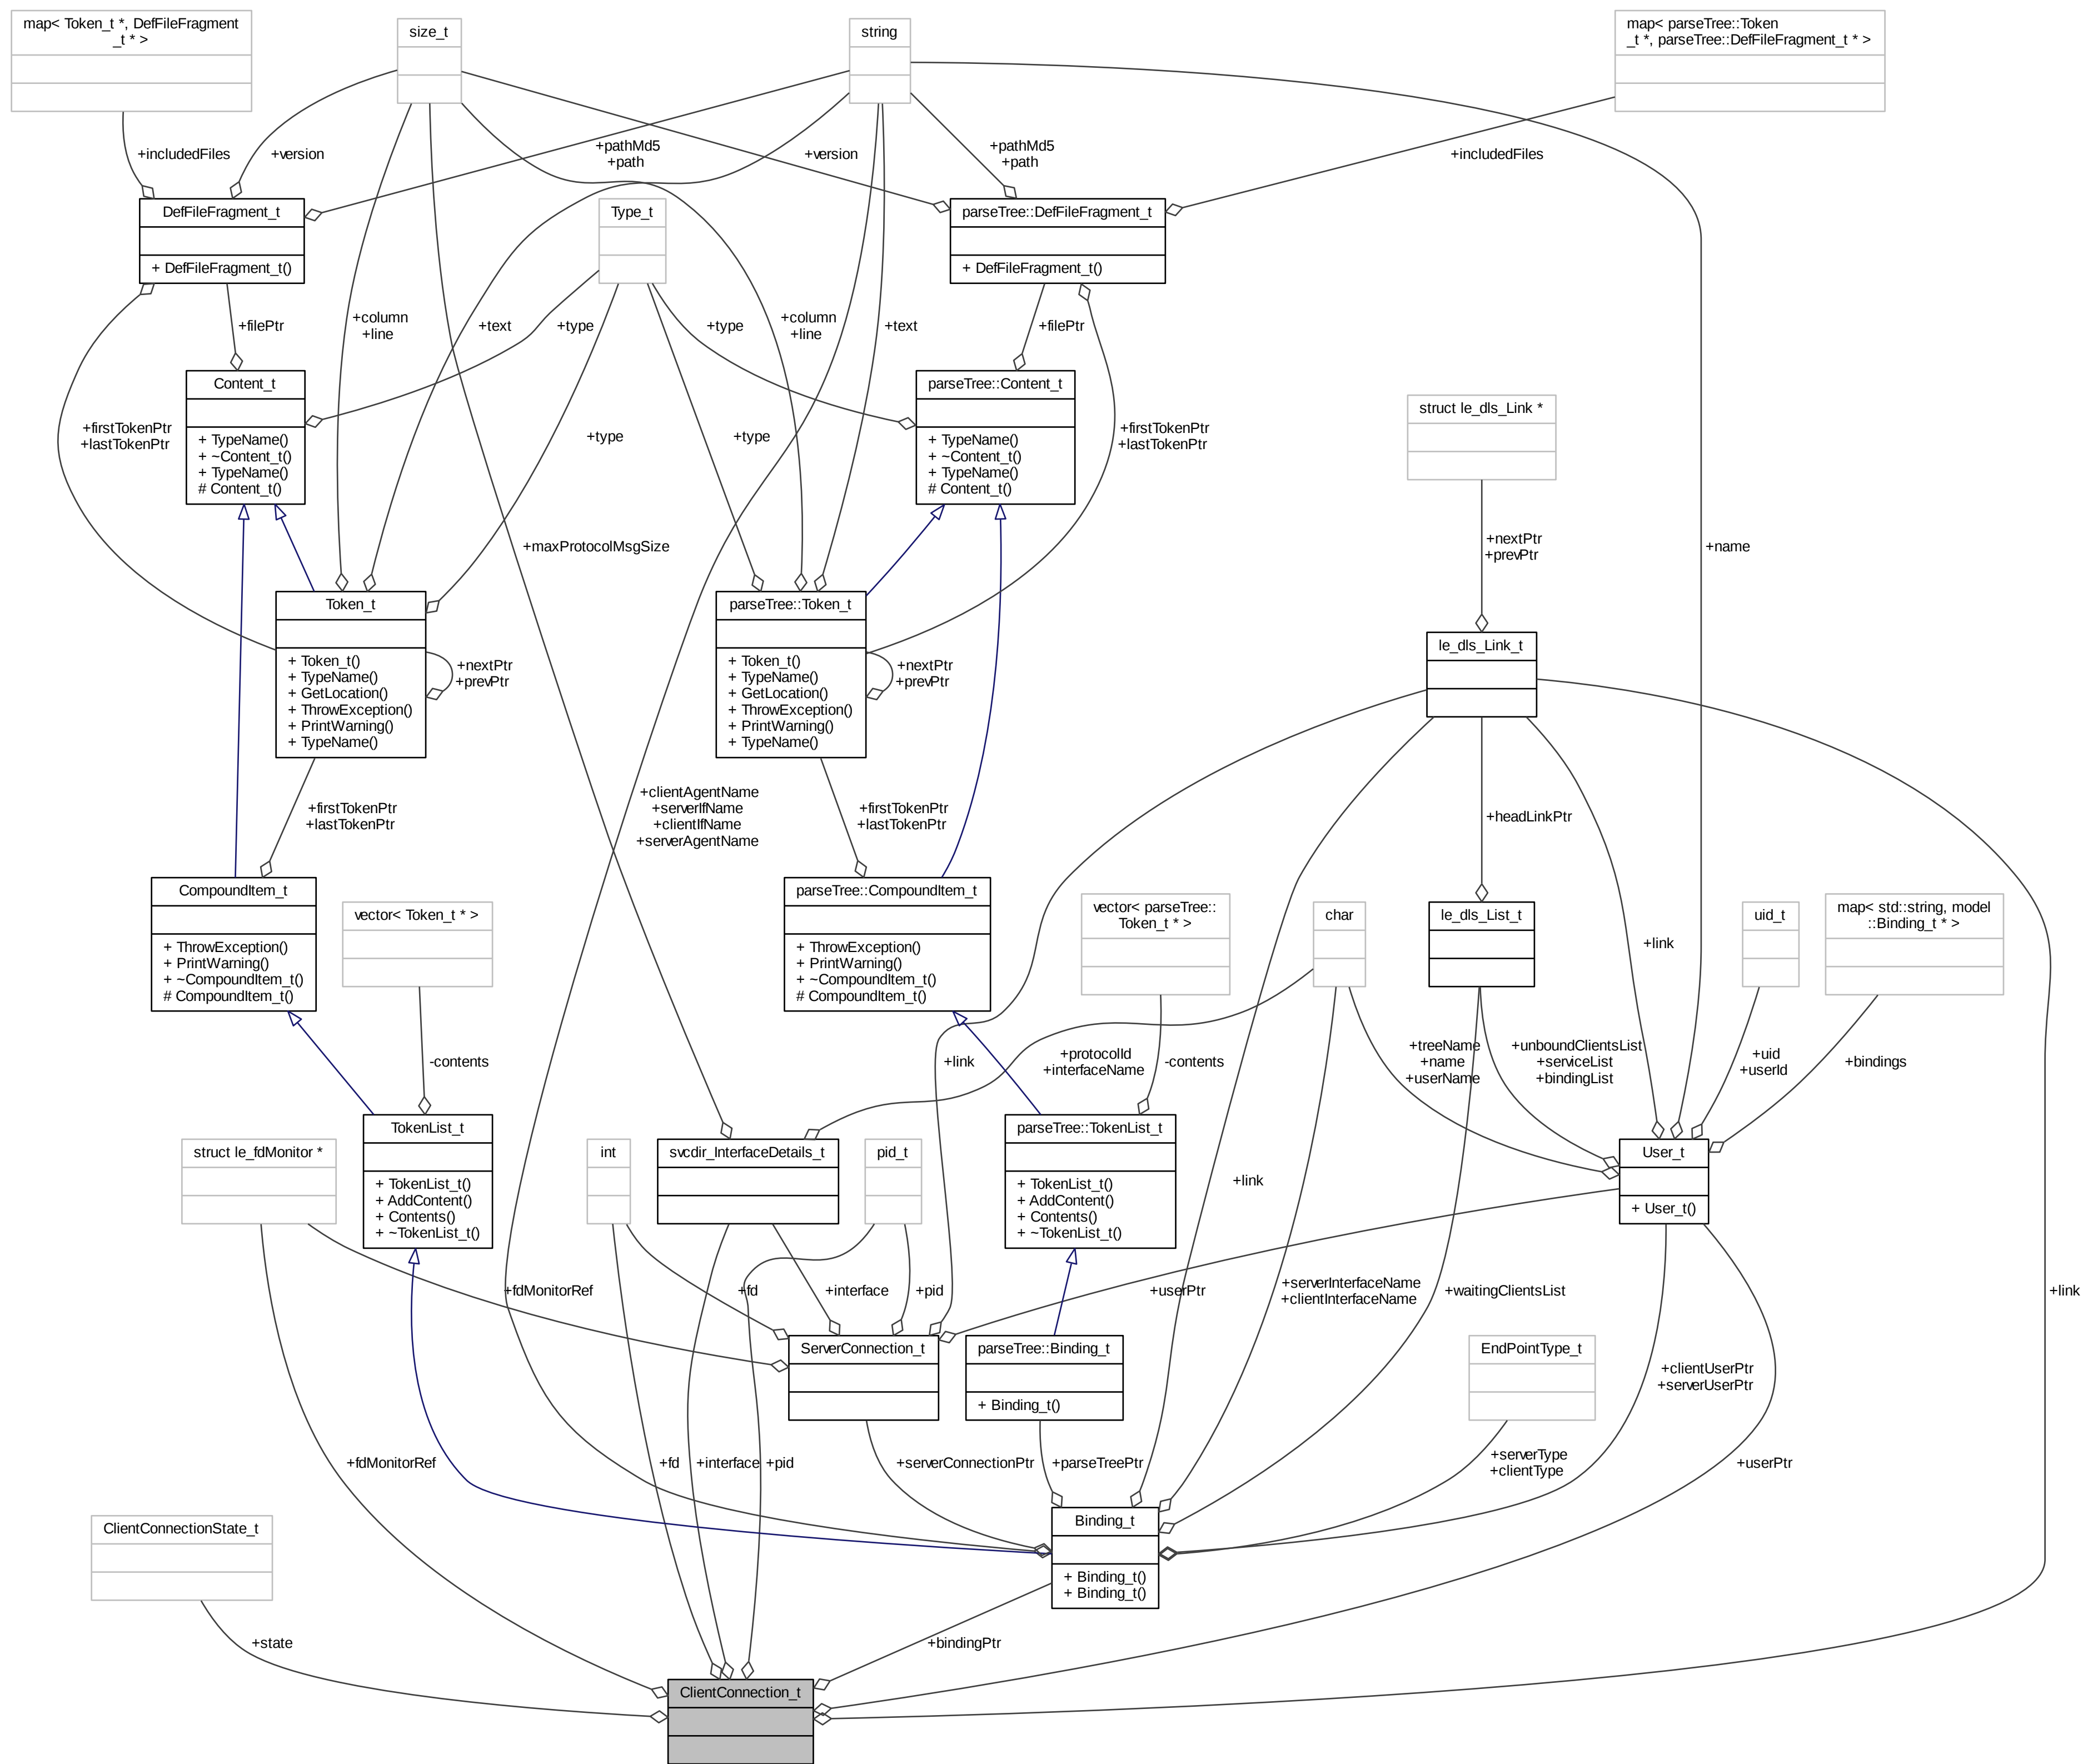 map< Token_t *, DefFileFragment
_t * >
size_t
string
map< parseTree::Token
_t *, parseTree::DefFileFragment_t * >
+includedFiles
+version
+pathMd5
+path
+version
+pathMd5
+path
+includedFiles
DefFileFragment_t
+ DefFileFragment_t()
Type_t
parseTree::DefFileFragment_t
+ DefFileFragment_t()
+filePtr
+column
+line
+text
+type
+type
+column
+line
+text
+filePtr
+firstTokenPtr
+lastTokenPtr
Content_t
+ TypeName()
+ ~Content_t()
+ TypeName()
# Content_t()
+type
+type
parseTree::Content_t
+ TypeName()
+ ~Content_t()
+ TypeName()
# Content_t()
+firstTokenPtr
+lastTokenPtr
struct le_dls_Link *
+maxProtocolMsgSize
+nextPtr
+prevPtr
+name
Token_t
+ Token_t()
+ TypeName()
+ GetLocation()
+ ThrowException()
+ PrintWarning()
+ TypeName()
+nextPtr
+prevPtr
parseTree::Token_t
+ Token_t()
+ TypeName()
+ GetLocation()
+ ThrowException()
+ PrintWarning()
+ TypeName()
+nextPtr
+prevPtr
le_dls_Link_t
+firstTokenPtr
+lastTokenPtr
+clientAgentName
+serverIfName
+clientIfName
+serverAgentName
+firstTokenPtr
+lastTokenPtr
+headLinkPtr
CompoundItem_t
+ ThrowException()
+ PrintWarning()
+ ~CompoundItem_t()
# CompoundItem_t()
vector< Token_t * >
parseTree::CompoundItem_t
+ ThrowException()
+ PrintWarning()
+ ~CompoundItem_t()
# CompoundItem_t()
vector< parseTree::
Token_t * >
char
le_dls_List_t
+link
uid_t
map< std::string, model
::Binding_t * >
-contents
+link
+protocolId
+interfaceName
-contents
+treeName
+name
+userName
+unboundClientsList
+serviceList
+bindingList
+uid
+userId
+bindings
struct le_fdMonitor *
TokenList_t
+ TokenList_t()
+ AddContent()
+ Contents()
+ ~TokenList_t()
int
svcdir_InterfaceDetails_t
pid_t
parseTree::TokenList_t
+ TokenList_t()
+ AddContent()
+ Contents()
+ ~TokenList_t()
+link
User_t
+ User_t()
+fdMonitorRef
+fd
+interface
+pid
+userPtr
+serverInterfaceName
+clientInterfaceName
+waitingClientsList
+link
ServerConnection_t
parseTree::Binding_t
+ Binding_t()
EndPointType_t
+clientUserPtr
+serverUserPtr
+fdMonitorRef
+fd
+interface
+pid
+serverConnectionPtr
+parseTreePtr
+serverType
+clientType
+userPtr
ClientConnectionState_t
Binding_t
+ Binding_t()
+ Binding_t()
+state
+bindingPtr
ClientConnection_t